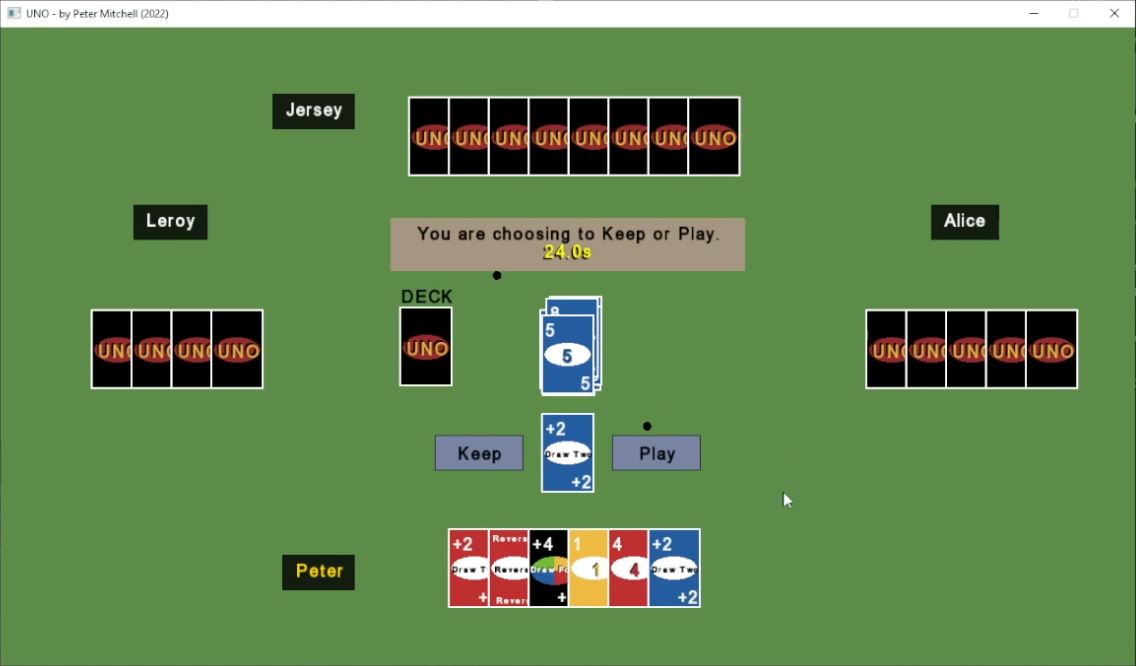 UNO - by Peter Mitchell (2022)
Jersey
UNO UNO UNO UNO UNO UNO UNO UNO
Leroy
Alice
You are choosing to Keep or Play.
24.0s
DECK
UNO UNO UNO UNO
UNO
8
5
5
5
UNO UNO UNO UNO UNO
Keep
+2
Draw Two
+2
Play
Peter
+2 Reverse +4 1 4 +2
Draw T Reverse Draw Fo 1 4 Draw Two
+ Revers + +2